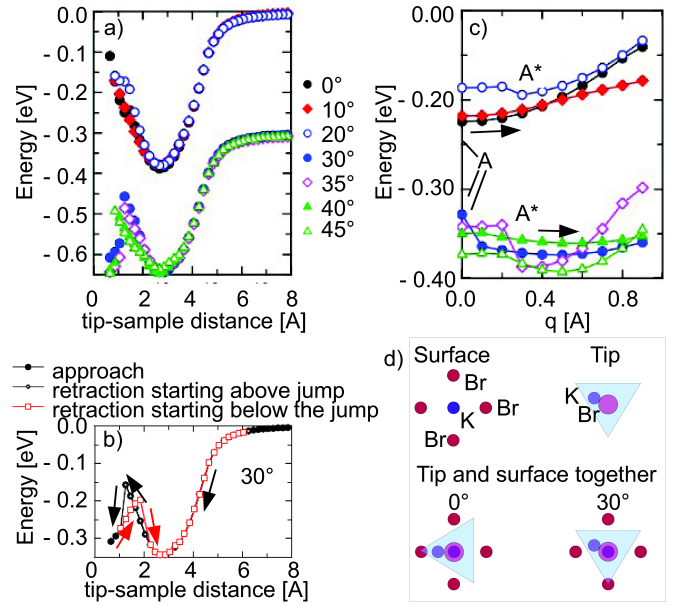 a)
0
- 0.1
- 0.2
- 0.3
- 0.4
- 0.5
- 0.6
Energy [eV]
0 2 4 6 8
tip-sample distance [A]
0°
10°
20°
30°
35°
40°
45°
c)
0.00
- 0.20
- 0.30
- 0.40
Energy [eV]
A*
A
A*
0.0 0.4 0.8
q [A]
approach
retraction starting above jump
retraction starting below the jump
b)
0
- 0.1
- 0.2
- 0.3
Energy [eV]
30°
0 2 4 6 8
tip-sample distance [A]
d)
Surface Tip
Br
K
Br
Br
K
Br
Tip and surface together
0° 30°